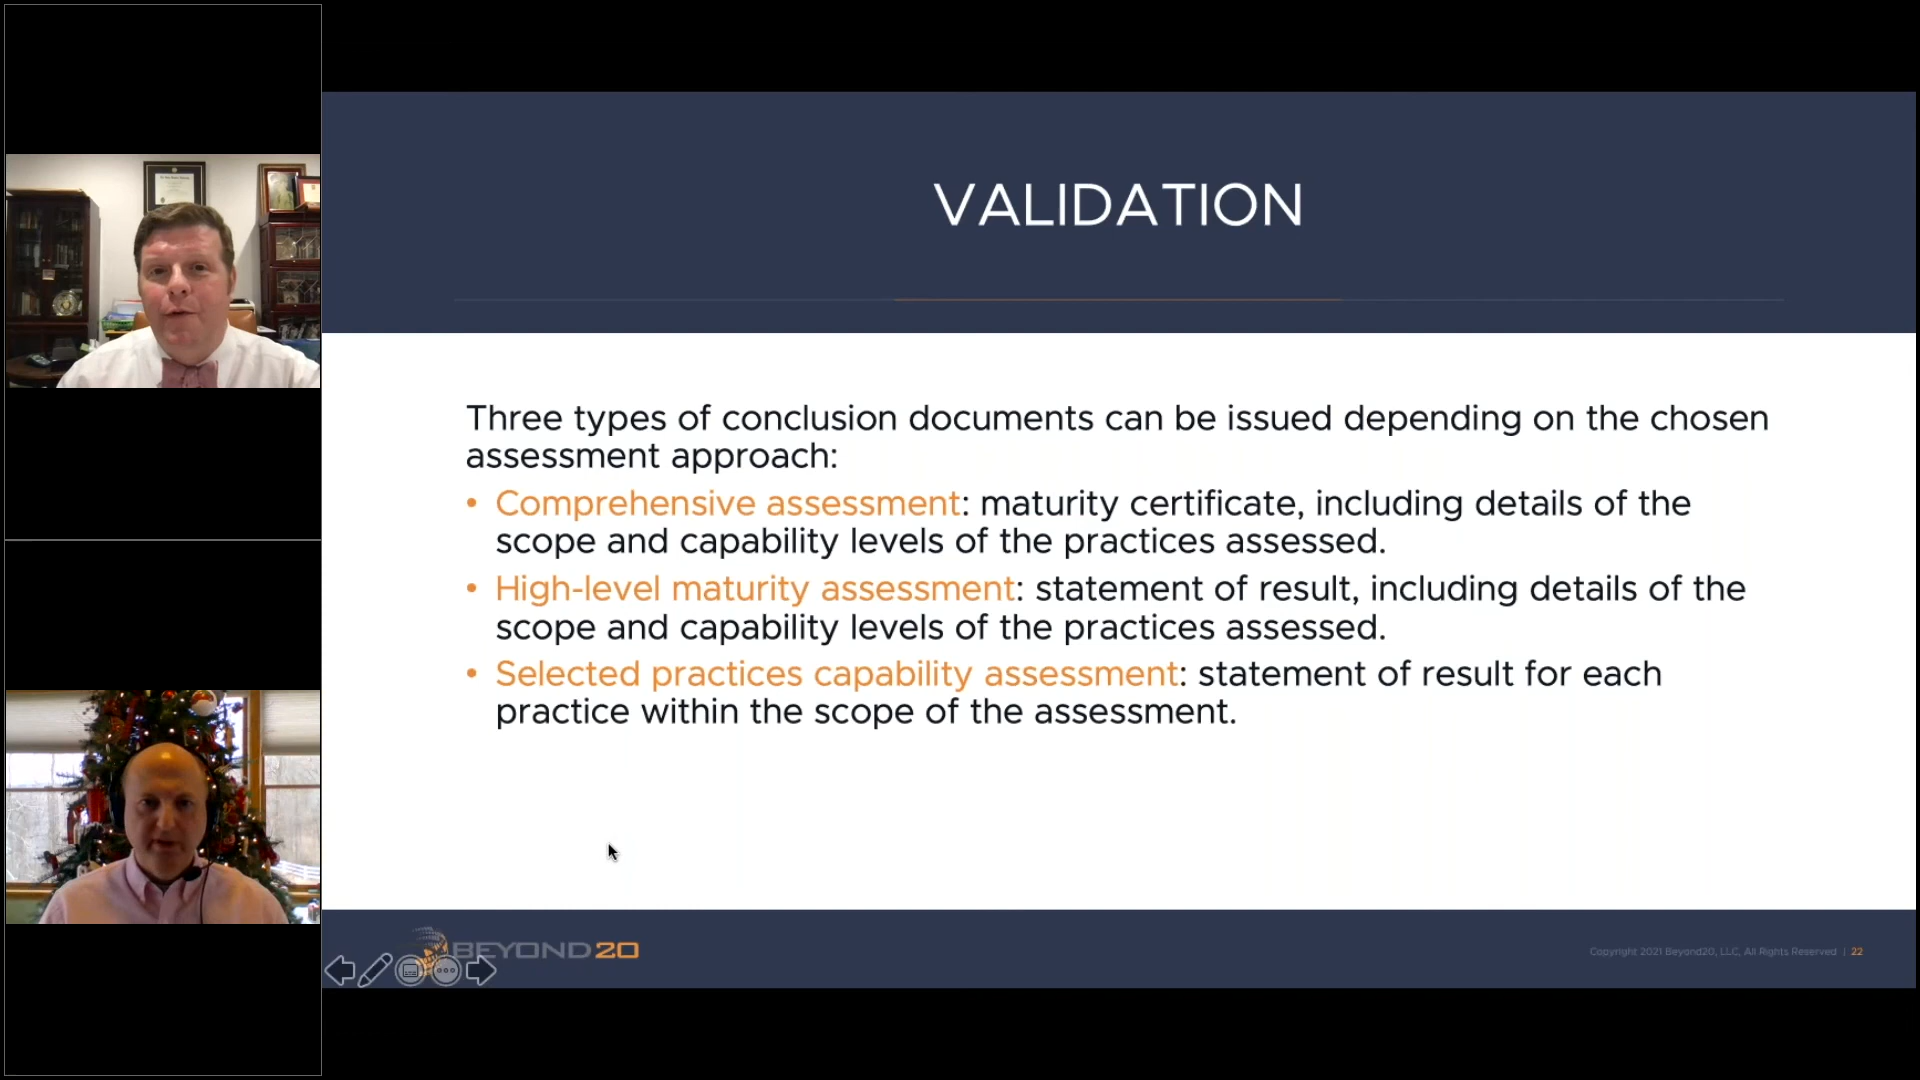 VALIDATION
Three types of conclusion documents can be issued depending on the chosen
assessment approach:
• Comprehensive assessment: maturity certificate, including details of the
scope and capability levels of the practices assessed.
• High-level maturity assessment: statement of result, including details of the
scope and capability levels of the practices assessed.
• Selected practices capability assessment: statement of result for each
practice within the scope of the assessment.
BEYOND20
Copyright 2021 Beyond20, LLC, All Rights Reserved | 22